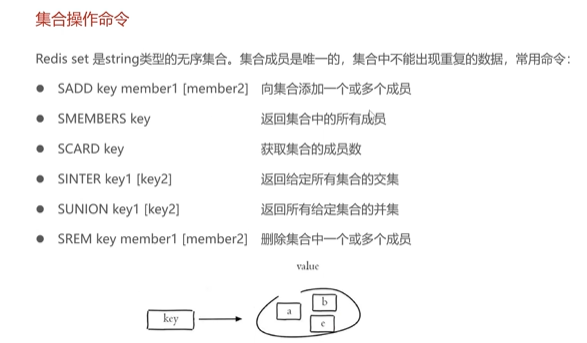 集合操作命令
Redis set 是string类型的无序集合。集合成员是唯一的，集合中不能出现重复的数据，常用命令：
● SADD key member1 [member2] 向集合添加一个或多个成员
● SMEMBERS key 返回集合中的所有成员
● SCARD key 获取集合的成员数
● SINTER key1 [key2] 返回给定所有集合的交集
● SUNION key1 [key2] 返回所有给定集合的并集
● SREM key member1 [member2] 删除集合中一个或多个成员
value
key
a
b
c